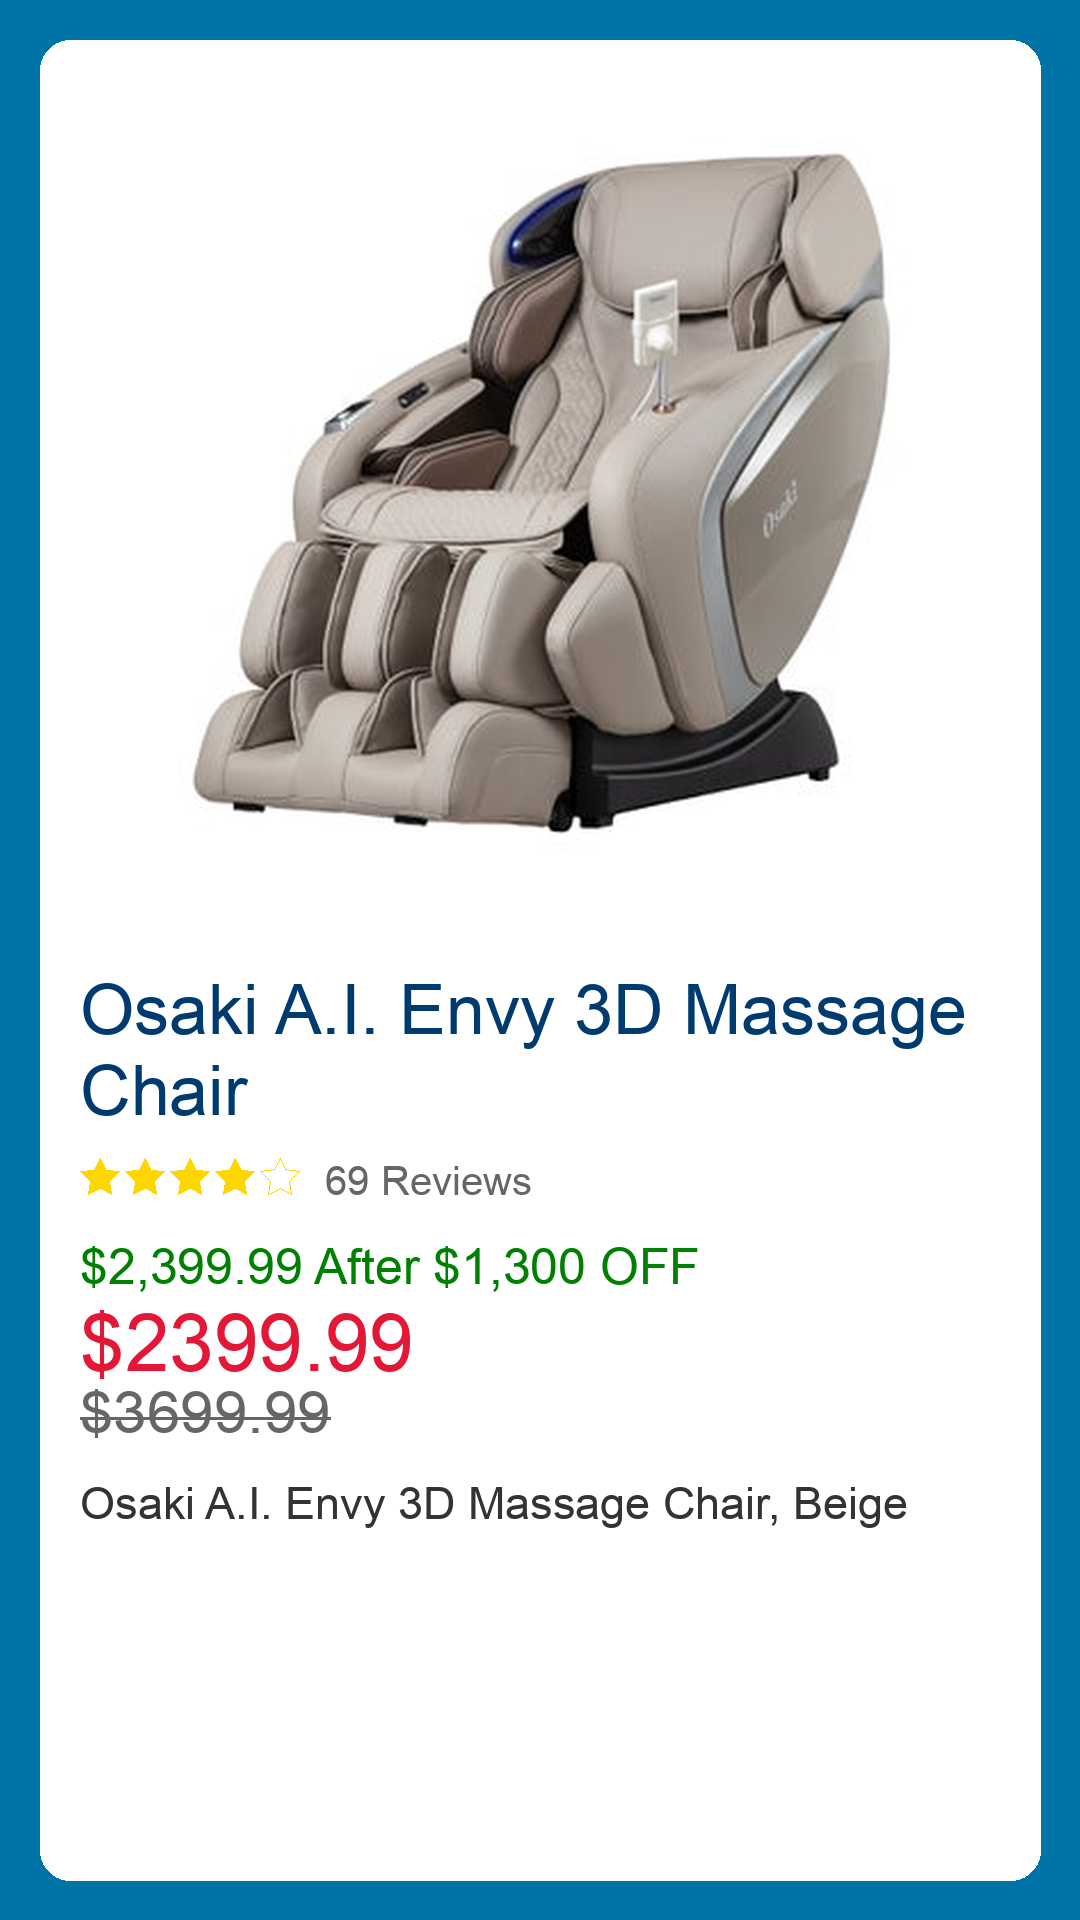 Osaki
Osaki A.I. Envy 3D Massage
Chair
69 Reviews
$2,399.99 After $1,300 OFF
$2399.99
$3699.99
Osaki A.I. Envy 3D Massage Chair, Beige